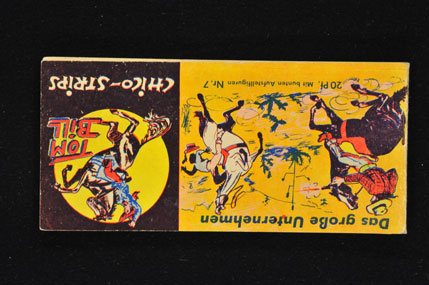 CHICO-STRIPS
TOM
BILL
20 Pf. Mit bunten Aufstellfiguren Nr. 7
Das große Unternehmen